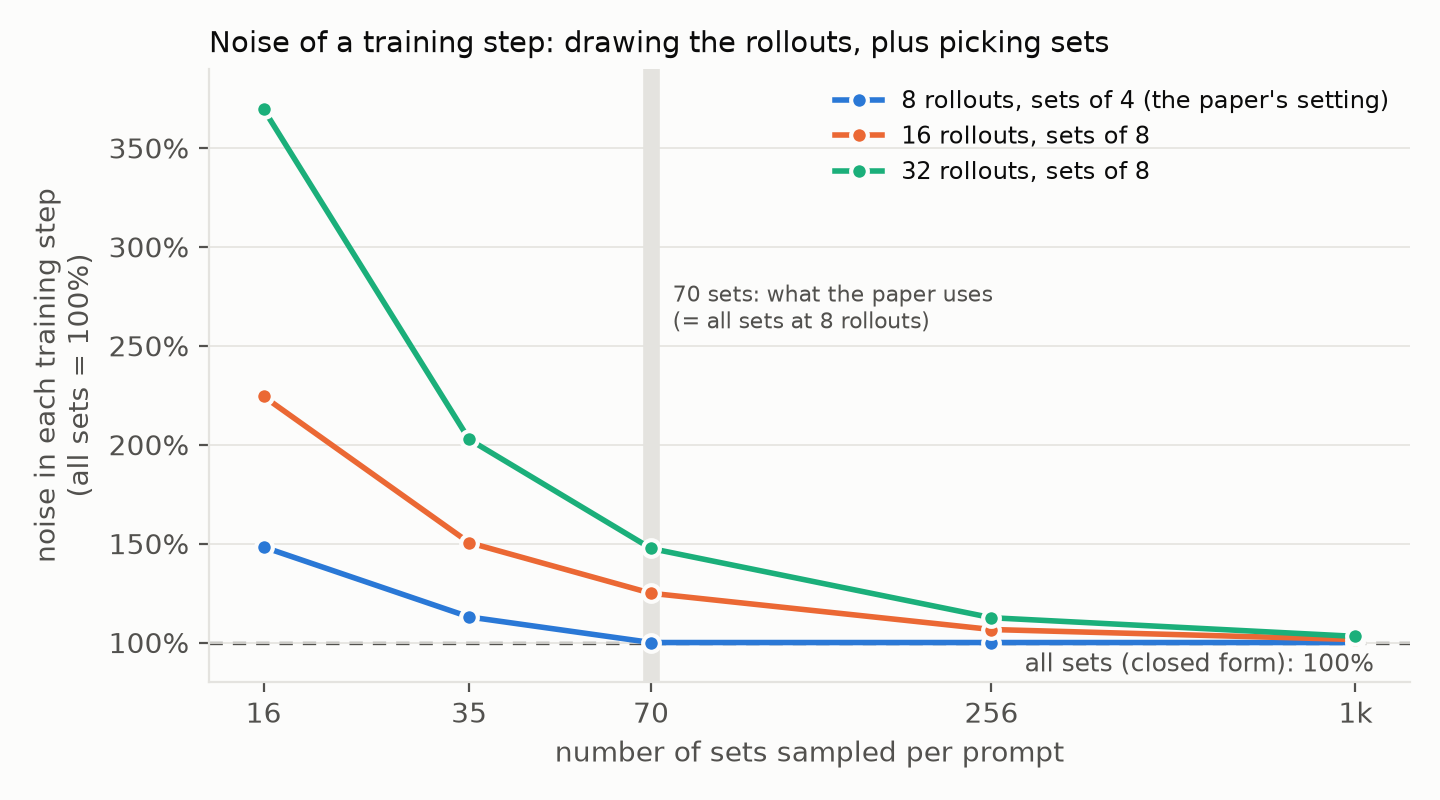 Noise of a training step: drawing the rollouts, plus picking sets
8 rollouts, sets of 4 (the paper's setting)
16 rollouts, sets of 8
32 rollouts, sets of 8
noise in each training step
(all sets = 100%)
350%
300%
250%
200%
150%
100%
70 sets: what the paper uses
(= all sets at 8 rollouts)
all sets (closed form): 100%
16
35
70
256
1k
number of sets sampled per prompt